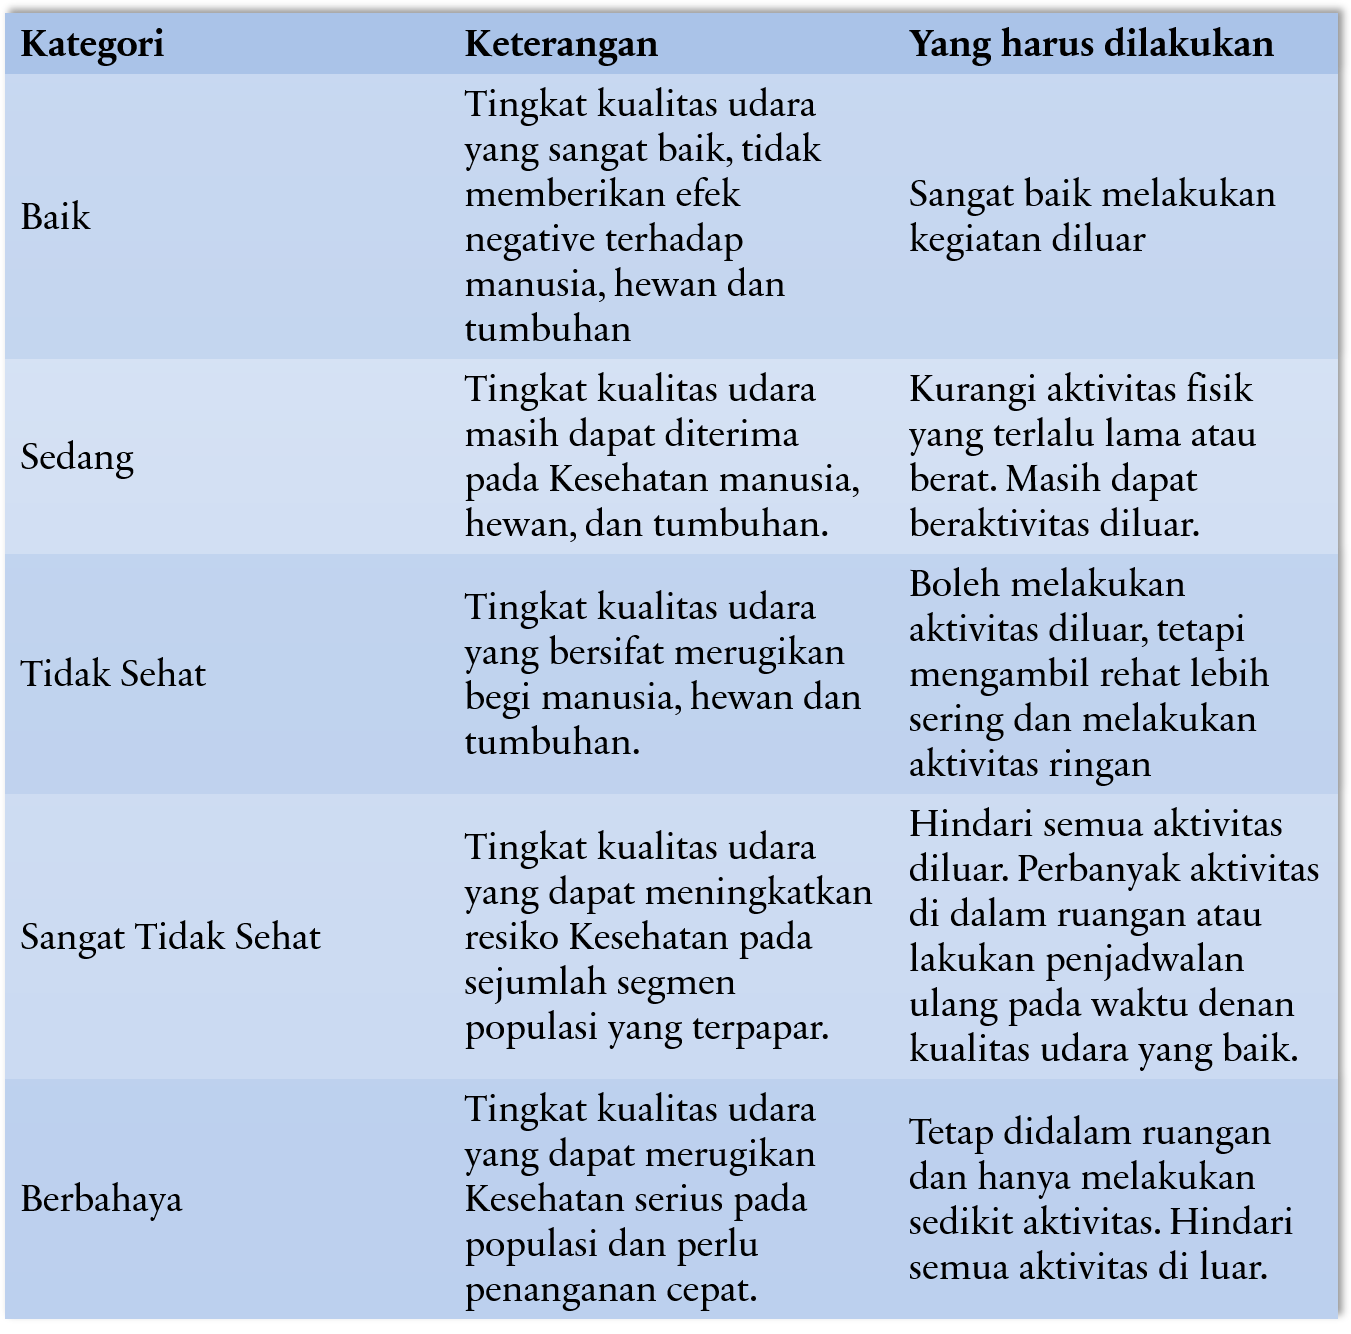 Kategori
Keterangan
Yang harus dilakukan
Baik
Tingkat kualitas udara
yang sangat baik, tidak
memberikan efek
negative terhadap
manusia, hewan dan
tumbuhan
Sangat baik melakukan
kegiatan diluar
Sedang
Tingkat kualitas udara
masih dapat diterima
pada Kesehatan manusia,
hewan, dan tumbuhan.
Kurangi aktivitas fisik
yang terlalu lama atau
berat. Masih dapat
beraktivitas diluar.
Tidak Sehat
Tingkat kualitas udara
yang bersifat merugikan
begi manusia, hewan dan
tumbuhan.
Boleh melakukan
aktivitas diluar, tetapi
mengambil rehat lebih
sering dan melakukan
aktivitas ringan
Sangat Tidak Sehat
Tingkat kualitas udara
yang dapat meningkatkan
resiko Kesehatan pada
sejumlah segmen
populasi yang terpapar.
Hindari semua aktivitas
diluar. Perbanyak aktivitas
di dalam ruangan atau
lakukan penjadwalan
ulang pada waktu denan
kualitas udara yang baik.
Berbahaya
Tingkat kualitas udara
yang dapat merugikan
Kesehatan serius pada
populasi dan perlu
penanganan cepat.
Tetap didalam ruangan
dan hanya melakukan
sedikit aktivitas. Hindari
semua aktivitas di luar.